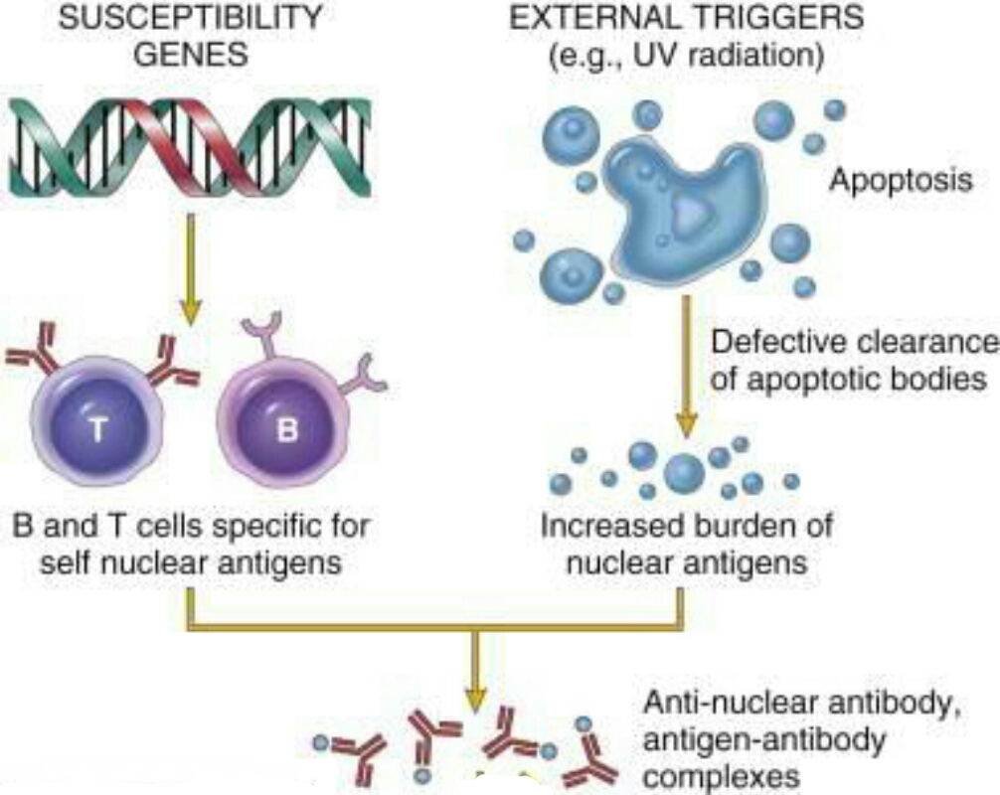 SUSCEPTIBILITY
GENES
EXTERNAL TRIGGERS
(e.g., UV radiation)
Apoptosis
Defective clearance
of apoptotic bodies
T
B
B and T cells specific for
self nuclear antigens
Increased burden of
nuclear antigens
Anti-nuclear antibody,
antigen-antibody
complexes